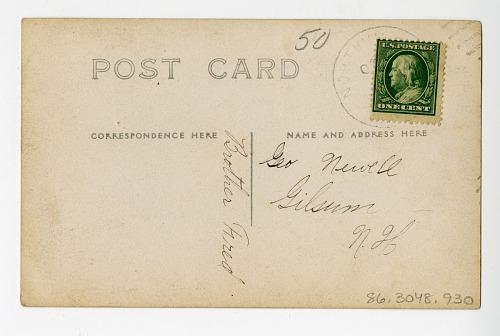 50
U.S. POSTAGE
ONE CENT
POST CARD
CORRESPONDENCE HERE
NAME AND ADDRESS HERE
Brother Fred.
Geo Newell
Gilsum
N.H
86.3048.930